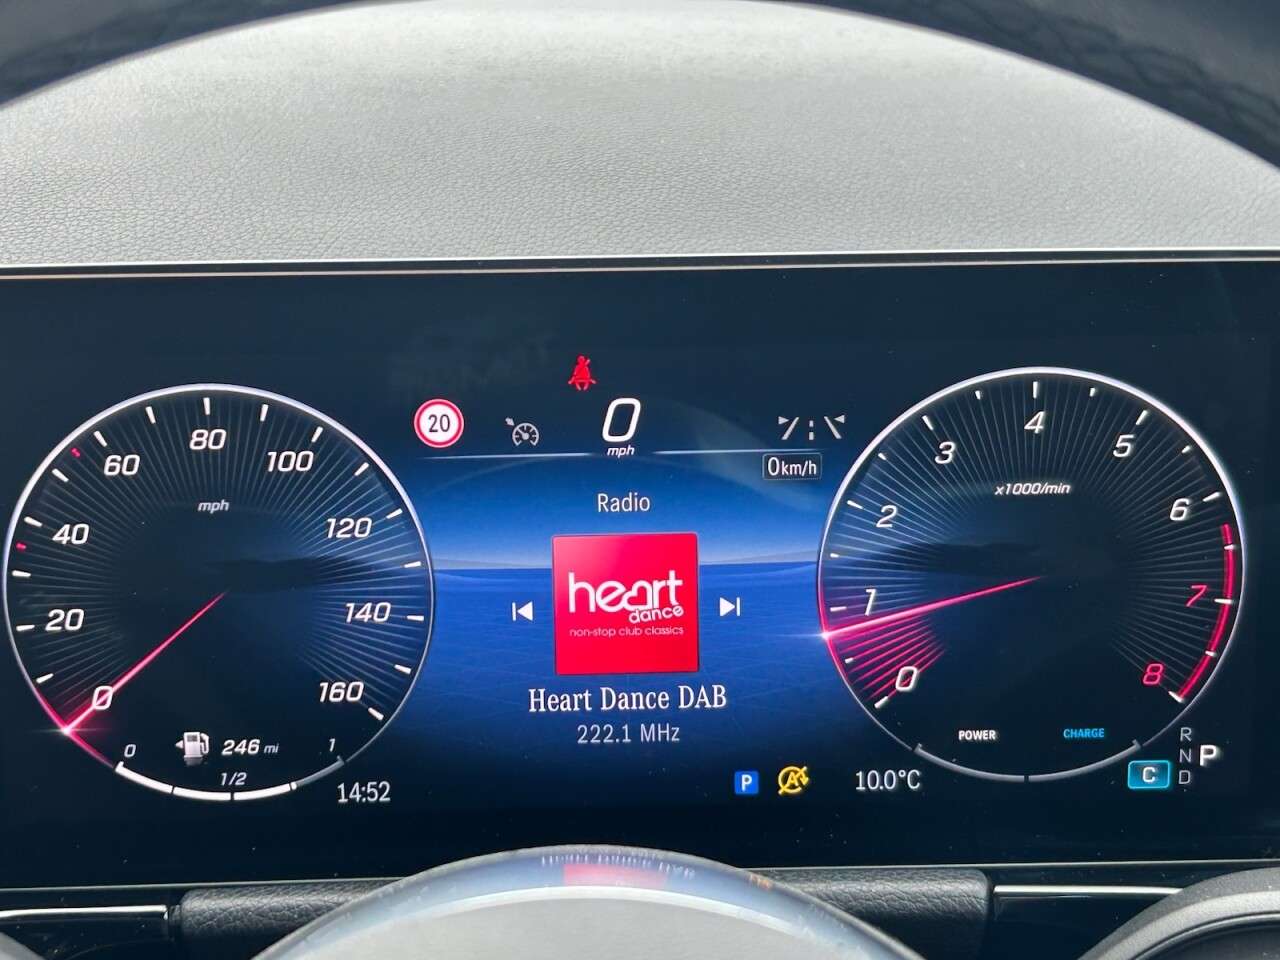 20
0
mph
0km/h
Radio
heart
dance
non-stop club classics
Heart Dance DAB
222.1 MHz
0
20
40
60
80
100
120
140
160
mph
246 mi
0
1/2
1
14:52
P
A
10.0°C
0
1
2
3
4
5
6
7
8
x1000/min
POWER
CHARGE
C
R
N
D
P